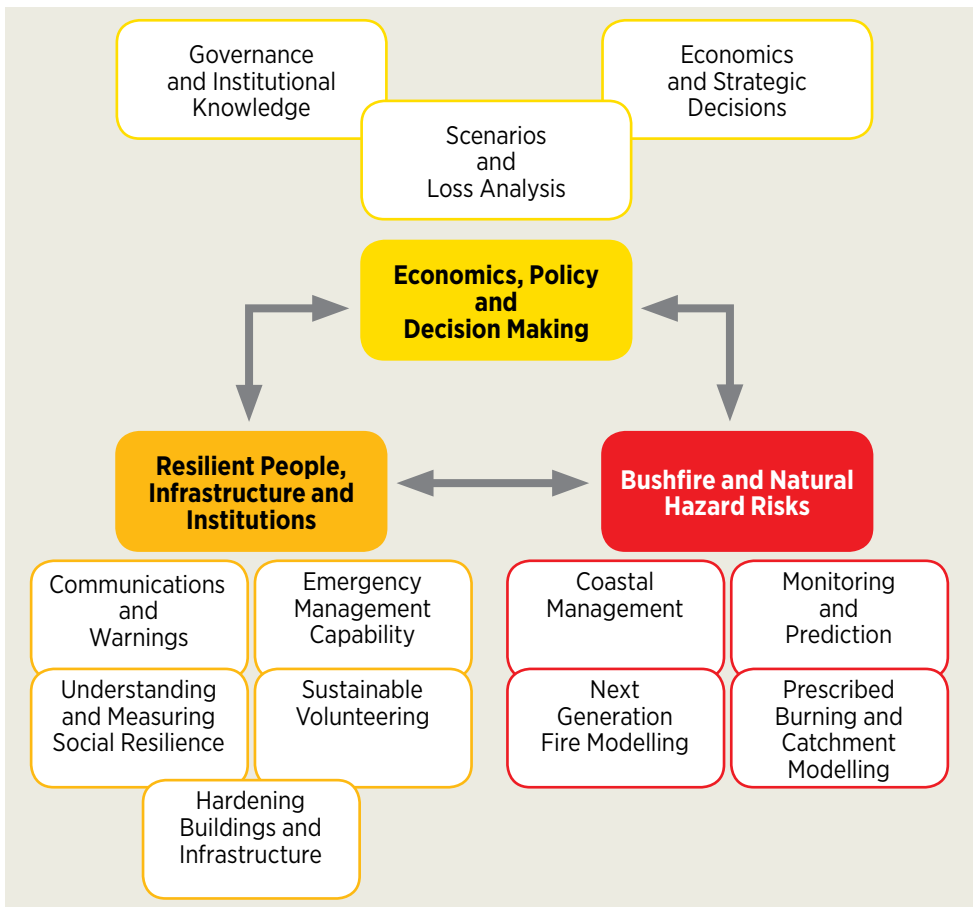 Governance
and Institutional
Knowledge
Economics
and Strategic
Decisions
Scenarios
and
Loss Analysis
Economics, Policy
and
Decision Making
Resilient People,
Infrastructure and
Institutions
Bushfire and Natural
Hazard Risks
Communications
and
Warnings
Emergency
Management
Capability
Coastal
Management
Monitoring
and
Prediction
Understanding
and Measuring
Social Resilience
Sustainable
Volunteering
Next
Generation
Fire Modelling
Prescribed
Burning and
Catchment
Modelling
Hardening
Buildings and
Infrastructure